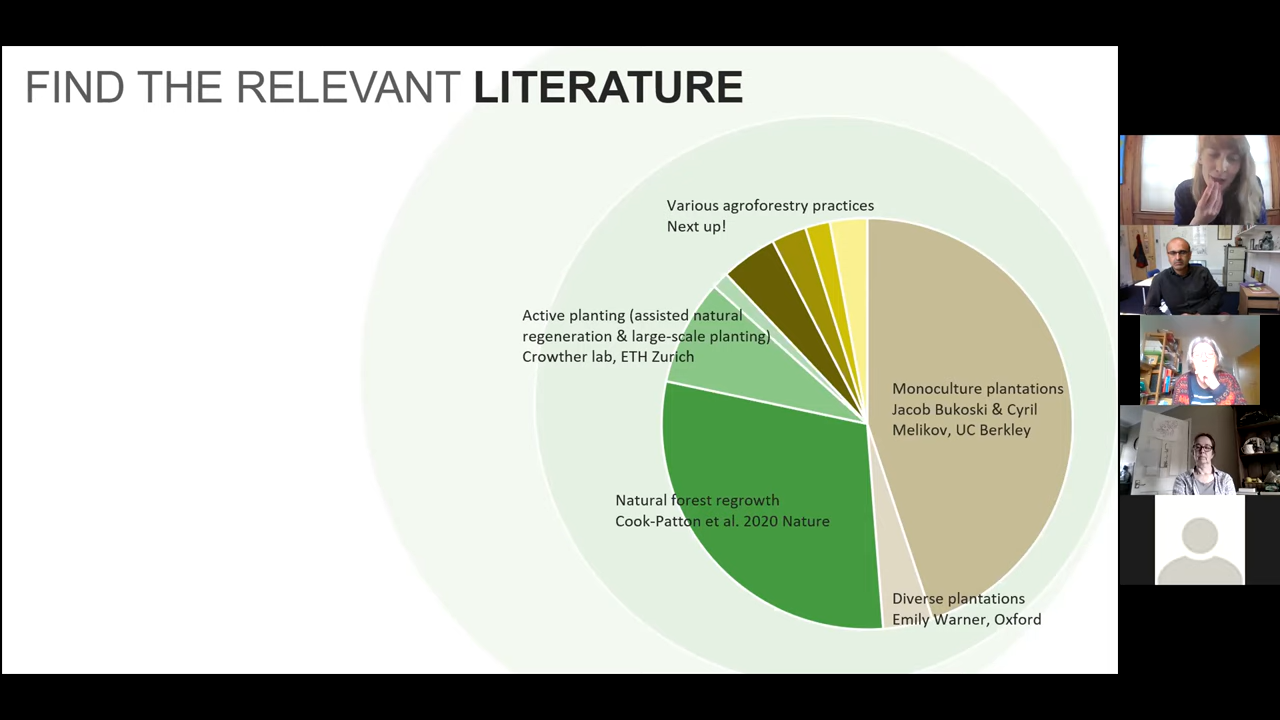 FIND THE RELEVANT LITERATURE
Various agroforestry practices
Next up!
Active planting (assisted natural
regeneration & large-scale planting)
Crowther lab, ETH Zurich
Monoculture plantations
Jacob Bukoski & Cyril
Melikov, UC Berkley
Natural forest regrowth
Cook-Patton et al. 2020 Nature
Diverse plantations
Emily Warner, Oxford